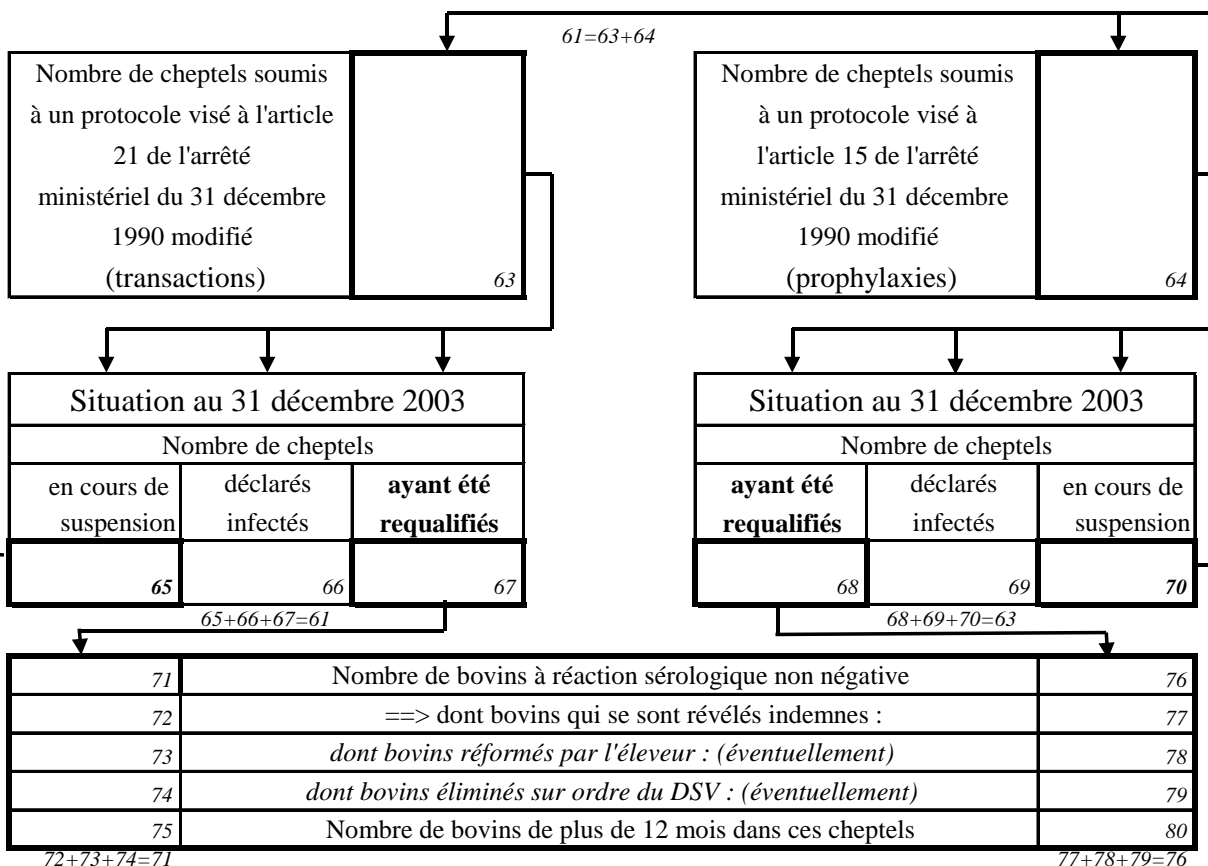 61=63+64
Nombre de cheptels soumis
à un protocole visé à l'article
21 de l'arrêté
ministériel du 31 décembre
1990 modifié
(transactions)
63
Nombre de cheptels soumis
à un protocole visé à
l'article 15 de l'arrêté
ministériel du 31 décembre
1990 modifié
(prophylaxies)
64
Situation au 31 décembre 2003
Nombre de cheptels
en cours de suspension
déclarés infectés
ayant été requalifiés
65 66 67
65+66+67=61
Situation au 31 décembre 2003
Nombre de cheptels
ayant été requalifiés
déclarés infectés
en cours de suspension
68 69 70
68+69+70=63
71 Nombre de bovins à réaction sérologique non négative 76
72 ==> dont bovins qui se sont révélés indemnes : 77
73 dont bovins réformés par l'éleveur : (éventuellement) 78
74 dont bovins éliminés sur ordre du DSV : (éventuellement) 79
75 Nombre de bovins de plus de 12 mois dans ces cheptels 80
72+73+74=71 77+78+79=76